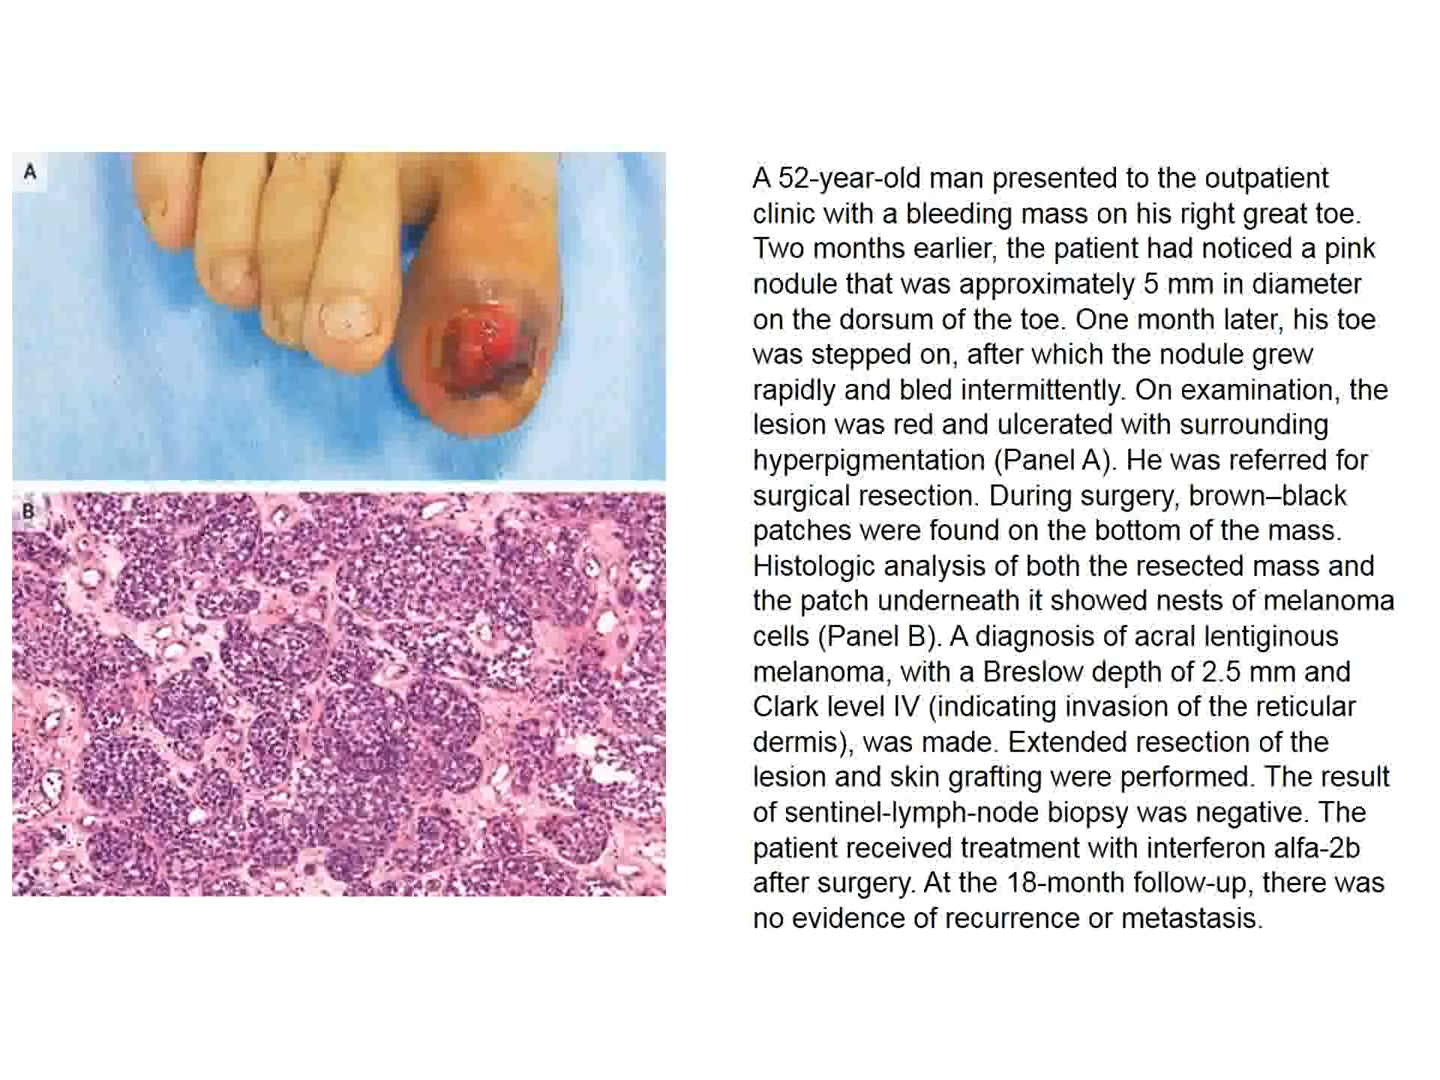 A
B
A 52-year-old man presented to the outpatient
clinic with a bleeding mass on his right great toe.
Two months earlier, the patient had noticed a pink
nodule that was approximately 5 mm in diameter
on the dorsum of the toe. One month later, his toe
was stepped on, after which the nodule grew
rapidly and bled intermittently. On examination, the
lesion was red and ulcerated with surrounding
hyperpigmentation (Panel A). He was referred for
surgical resection. During surgery, brown–black
patches were found on the bottom of the mass.
Histologic analysis of both the resected mass and
the patch underneath it showed nests of melanoma
cells (Panel B). A diagnosis of acral lentiginous
melanoma, with a Breslow depth of 2.5 mm and
Clark level IV (indicating invasion of the reticular
dermis), was made. Extended resection of the
lesion and skin grafting were performed. The result
of sentinel-lymph-node biopsy was negative. The
patient received treatment with interferon alfa-2b
after surgery. At the 18-month follow-up, there was
no evidence of recurrence or metastasis.